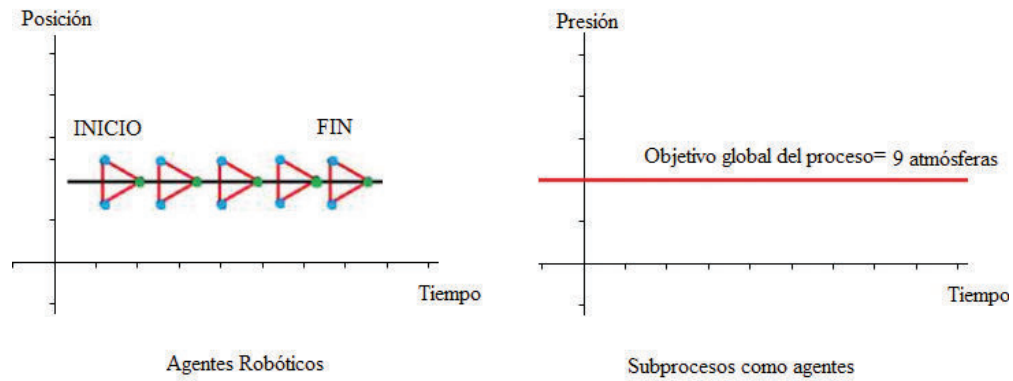 Posición
INICIO
FIN
Tiempo
Agentes Robóticos
Presión
Objetivo global del proceso= 9 atmósferas
Tiempo
Subprocesos como agentes